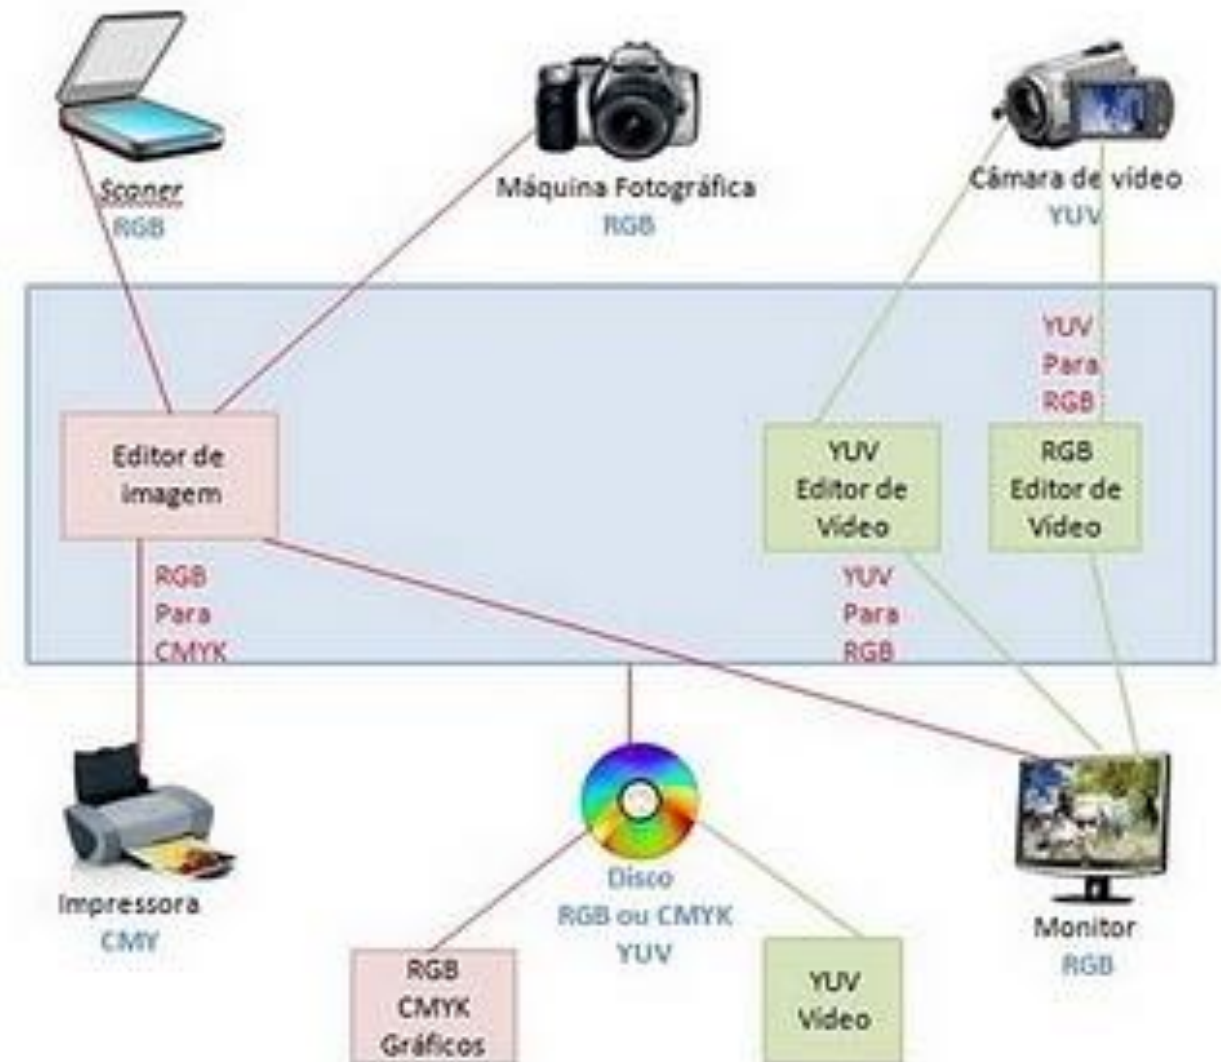 Scaner
RGB
Máquina Fotográfica
RGB
Câmara de vídeo
YUV
YUV
Para
RGB
Editor de
imagem
YUV
Editor de
Vídeo
RGB
Editor de
Vídeo
RGB
Para
CMYK
YUV
Para
RGB
Impressora
CMY
Disco
RGB ou CMYK
YUV
Monitor
RGB
RGB
CMYK
Gráficos
YUV
Vídeo